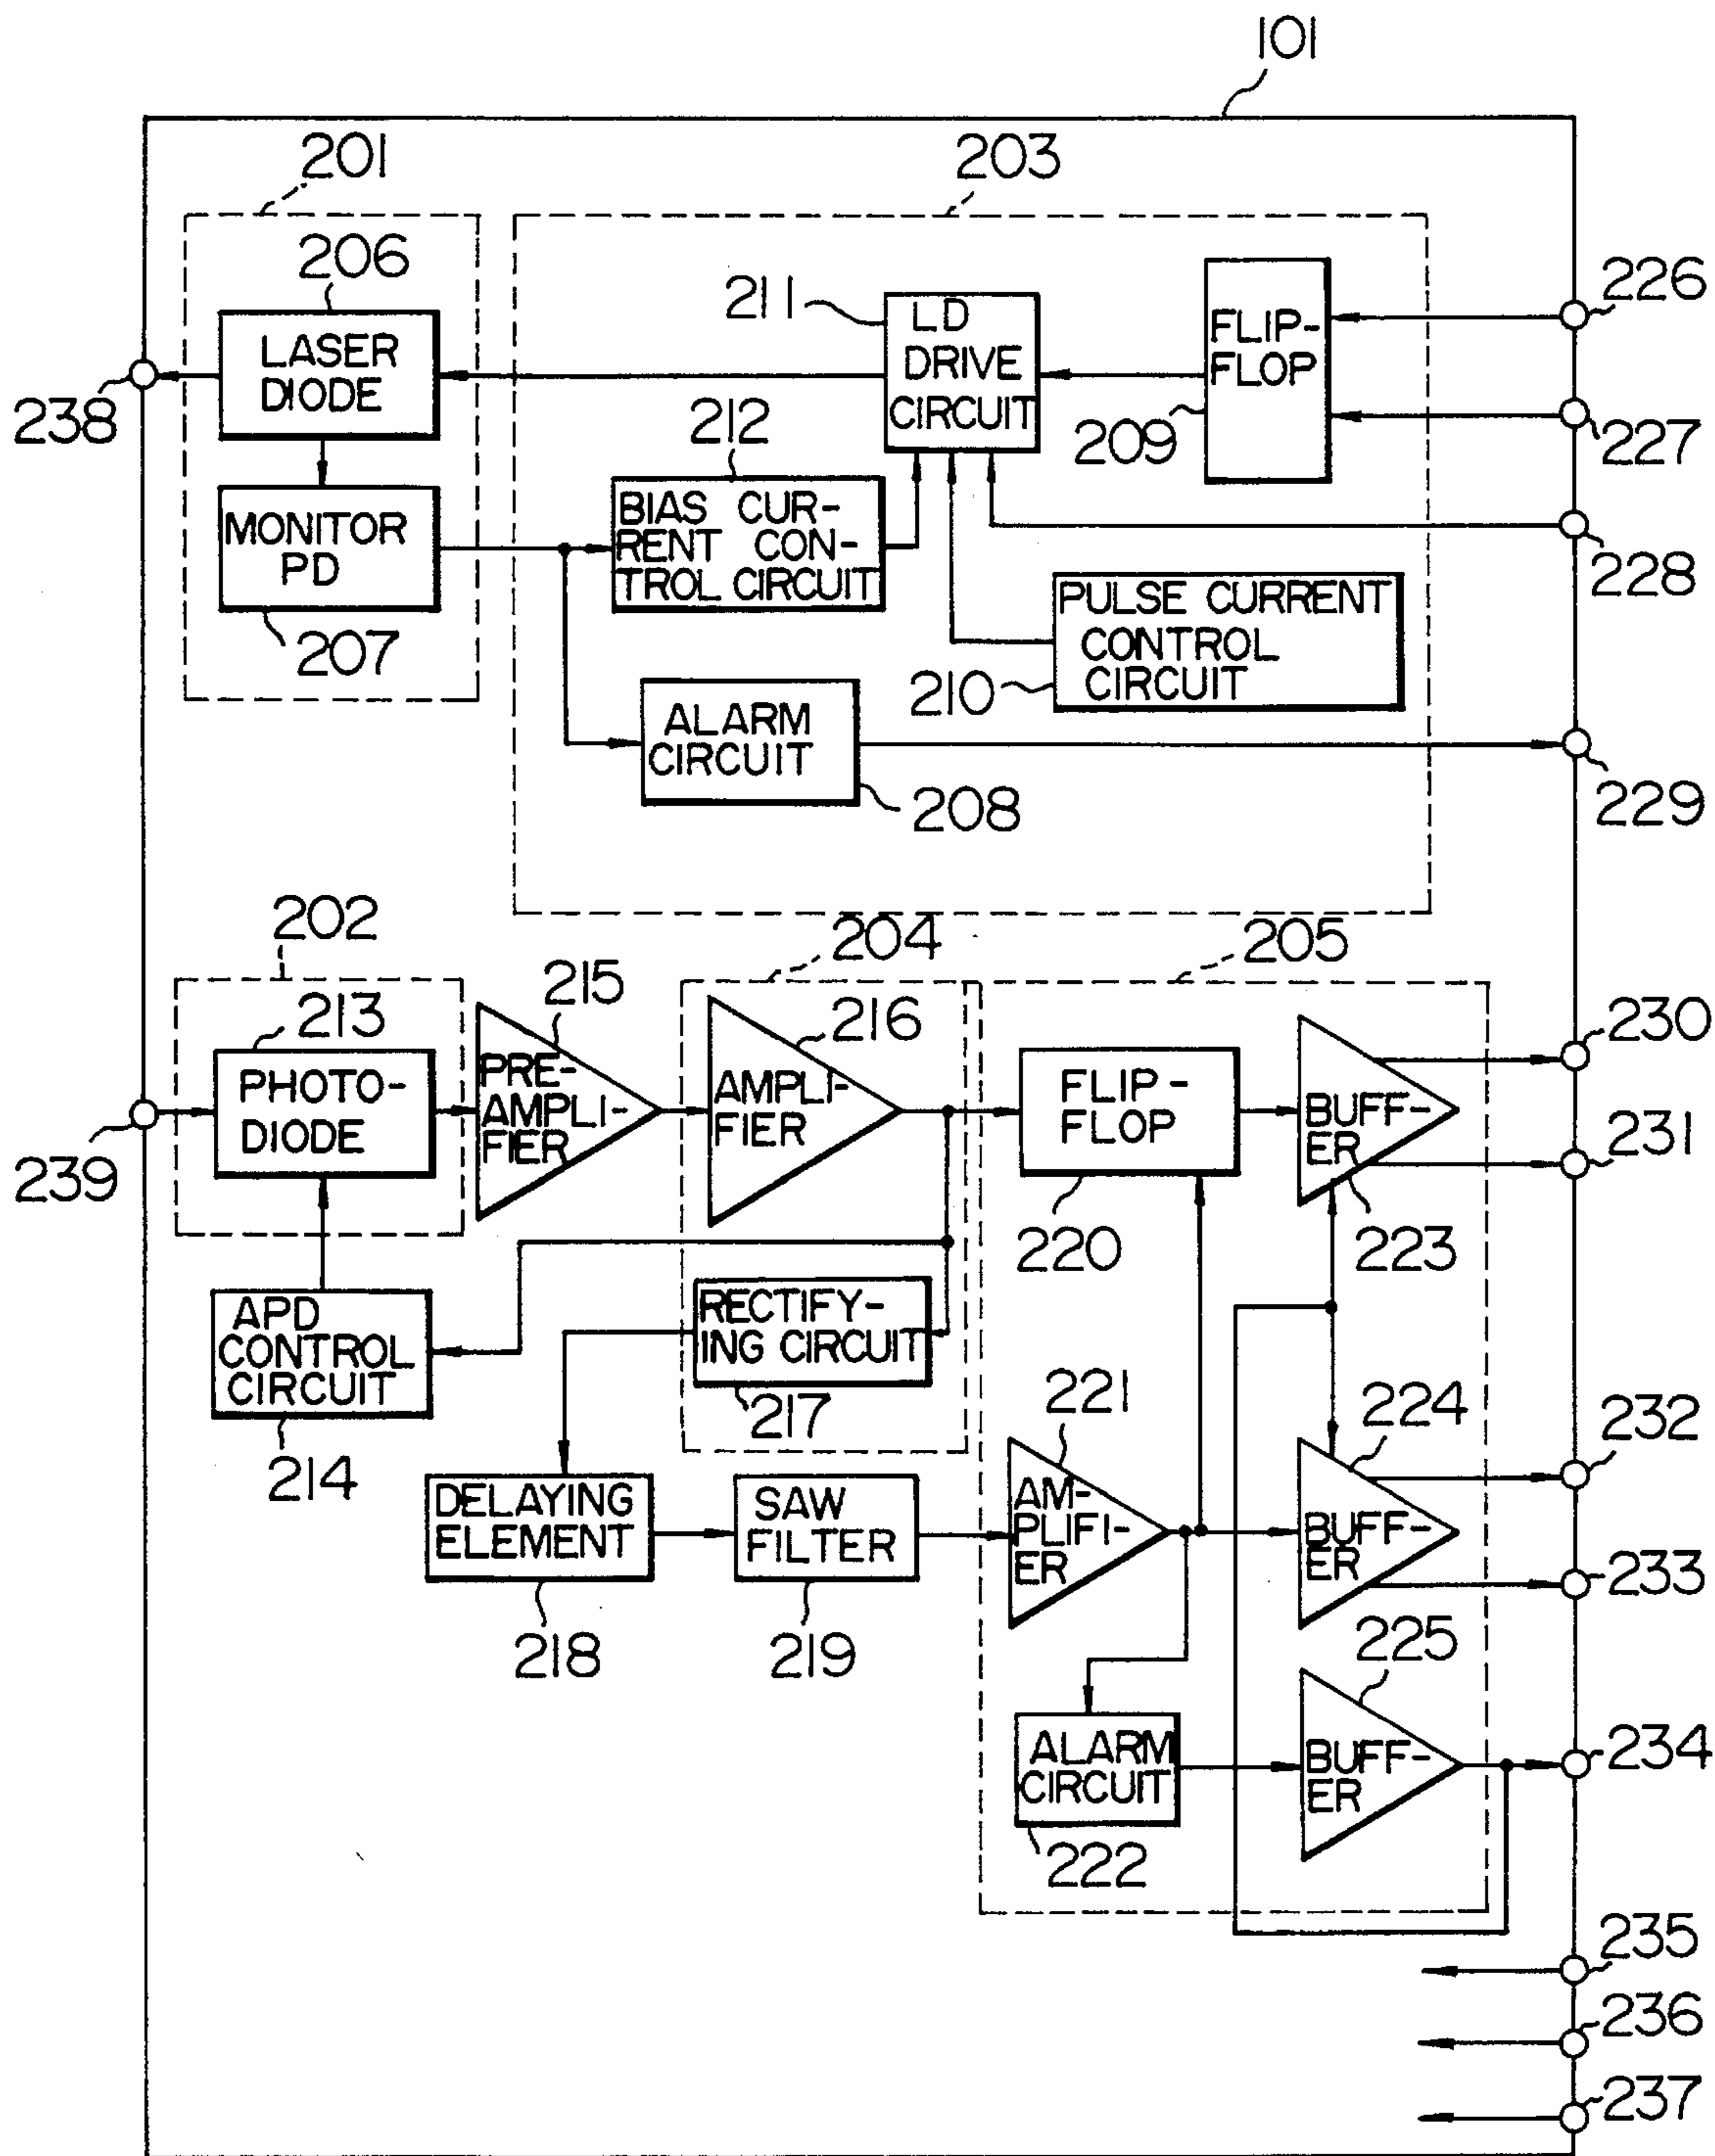 101
201
203
206
LASER
DIODE
211
LD
DRIVE
CIRCUIT
FLIP-
FLOP
209
226
227
238
212
BIAS CUR-
RENT CON-
TROL CIRCUIT
MONITOR
PD
207
228
PULSE CURRENT
CONTROL
CIRCUIT
210
ALARM
CIRCUIT
208
229
202
204
205
213
PHOTO-
DIODE
215
PRE-
AMPLI-
FIER
216
AMPLI-
FIER
FLIP-
FLOP
220
BUFF-
ER
223
230
231
239
APD
CONTROL
CIRCUIT
214
RECTIFY-
ING CIRCUIT
217
221
AM-
PLIFI-
ER
224
BUFF-
ER
232
233
DELAYING
ELEMENT
218
SAW
FILTER
219
225
ALARM
CIRCUIT
222
BUFF-
ER
234
235
236
237